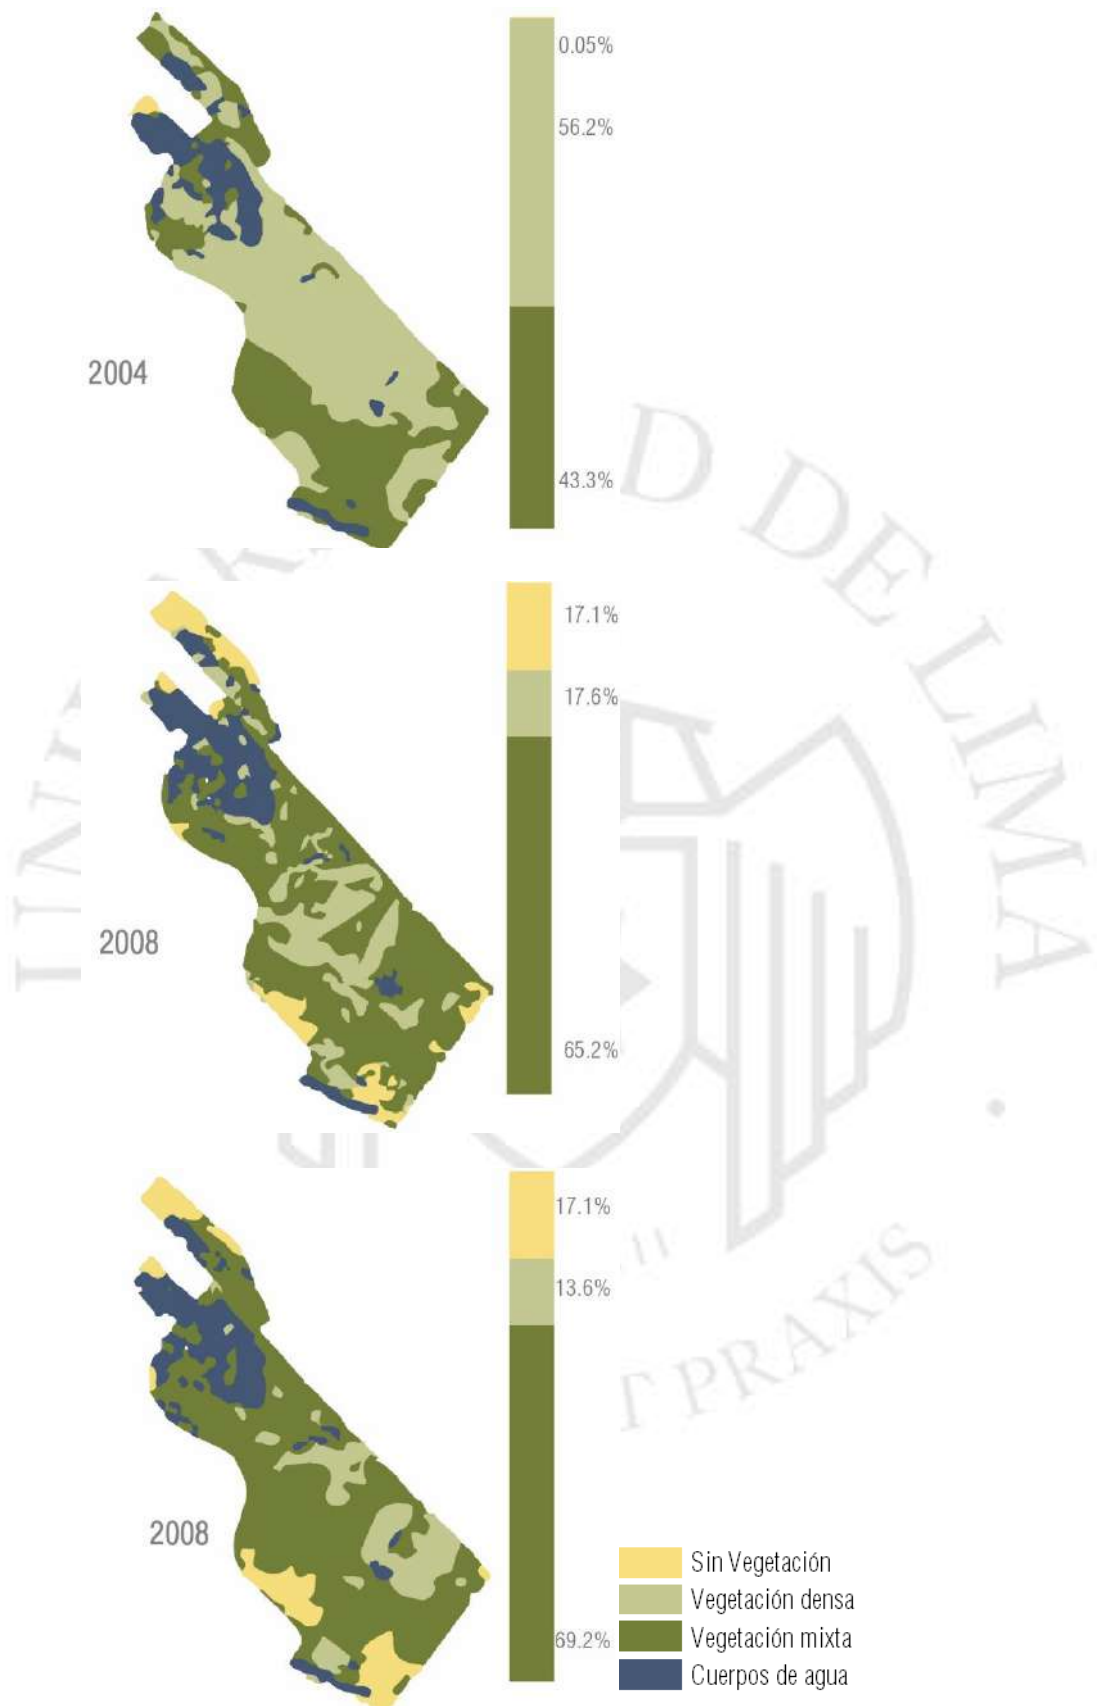 0.05%
56.2%
2004
43.3%
17.1%
17.6%
2008
65.2%
17.1%
13.6%
2008
69.2%
Sin Vegetación
Vegetación densa
Vegetación mixta
Cuerpos de agua
D DE LIMA
T PRAXIS